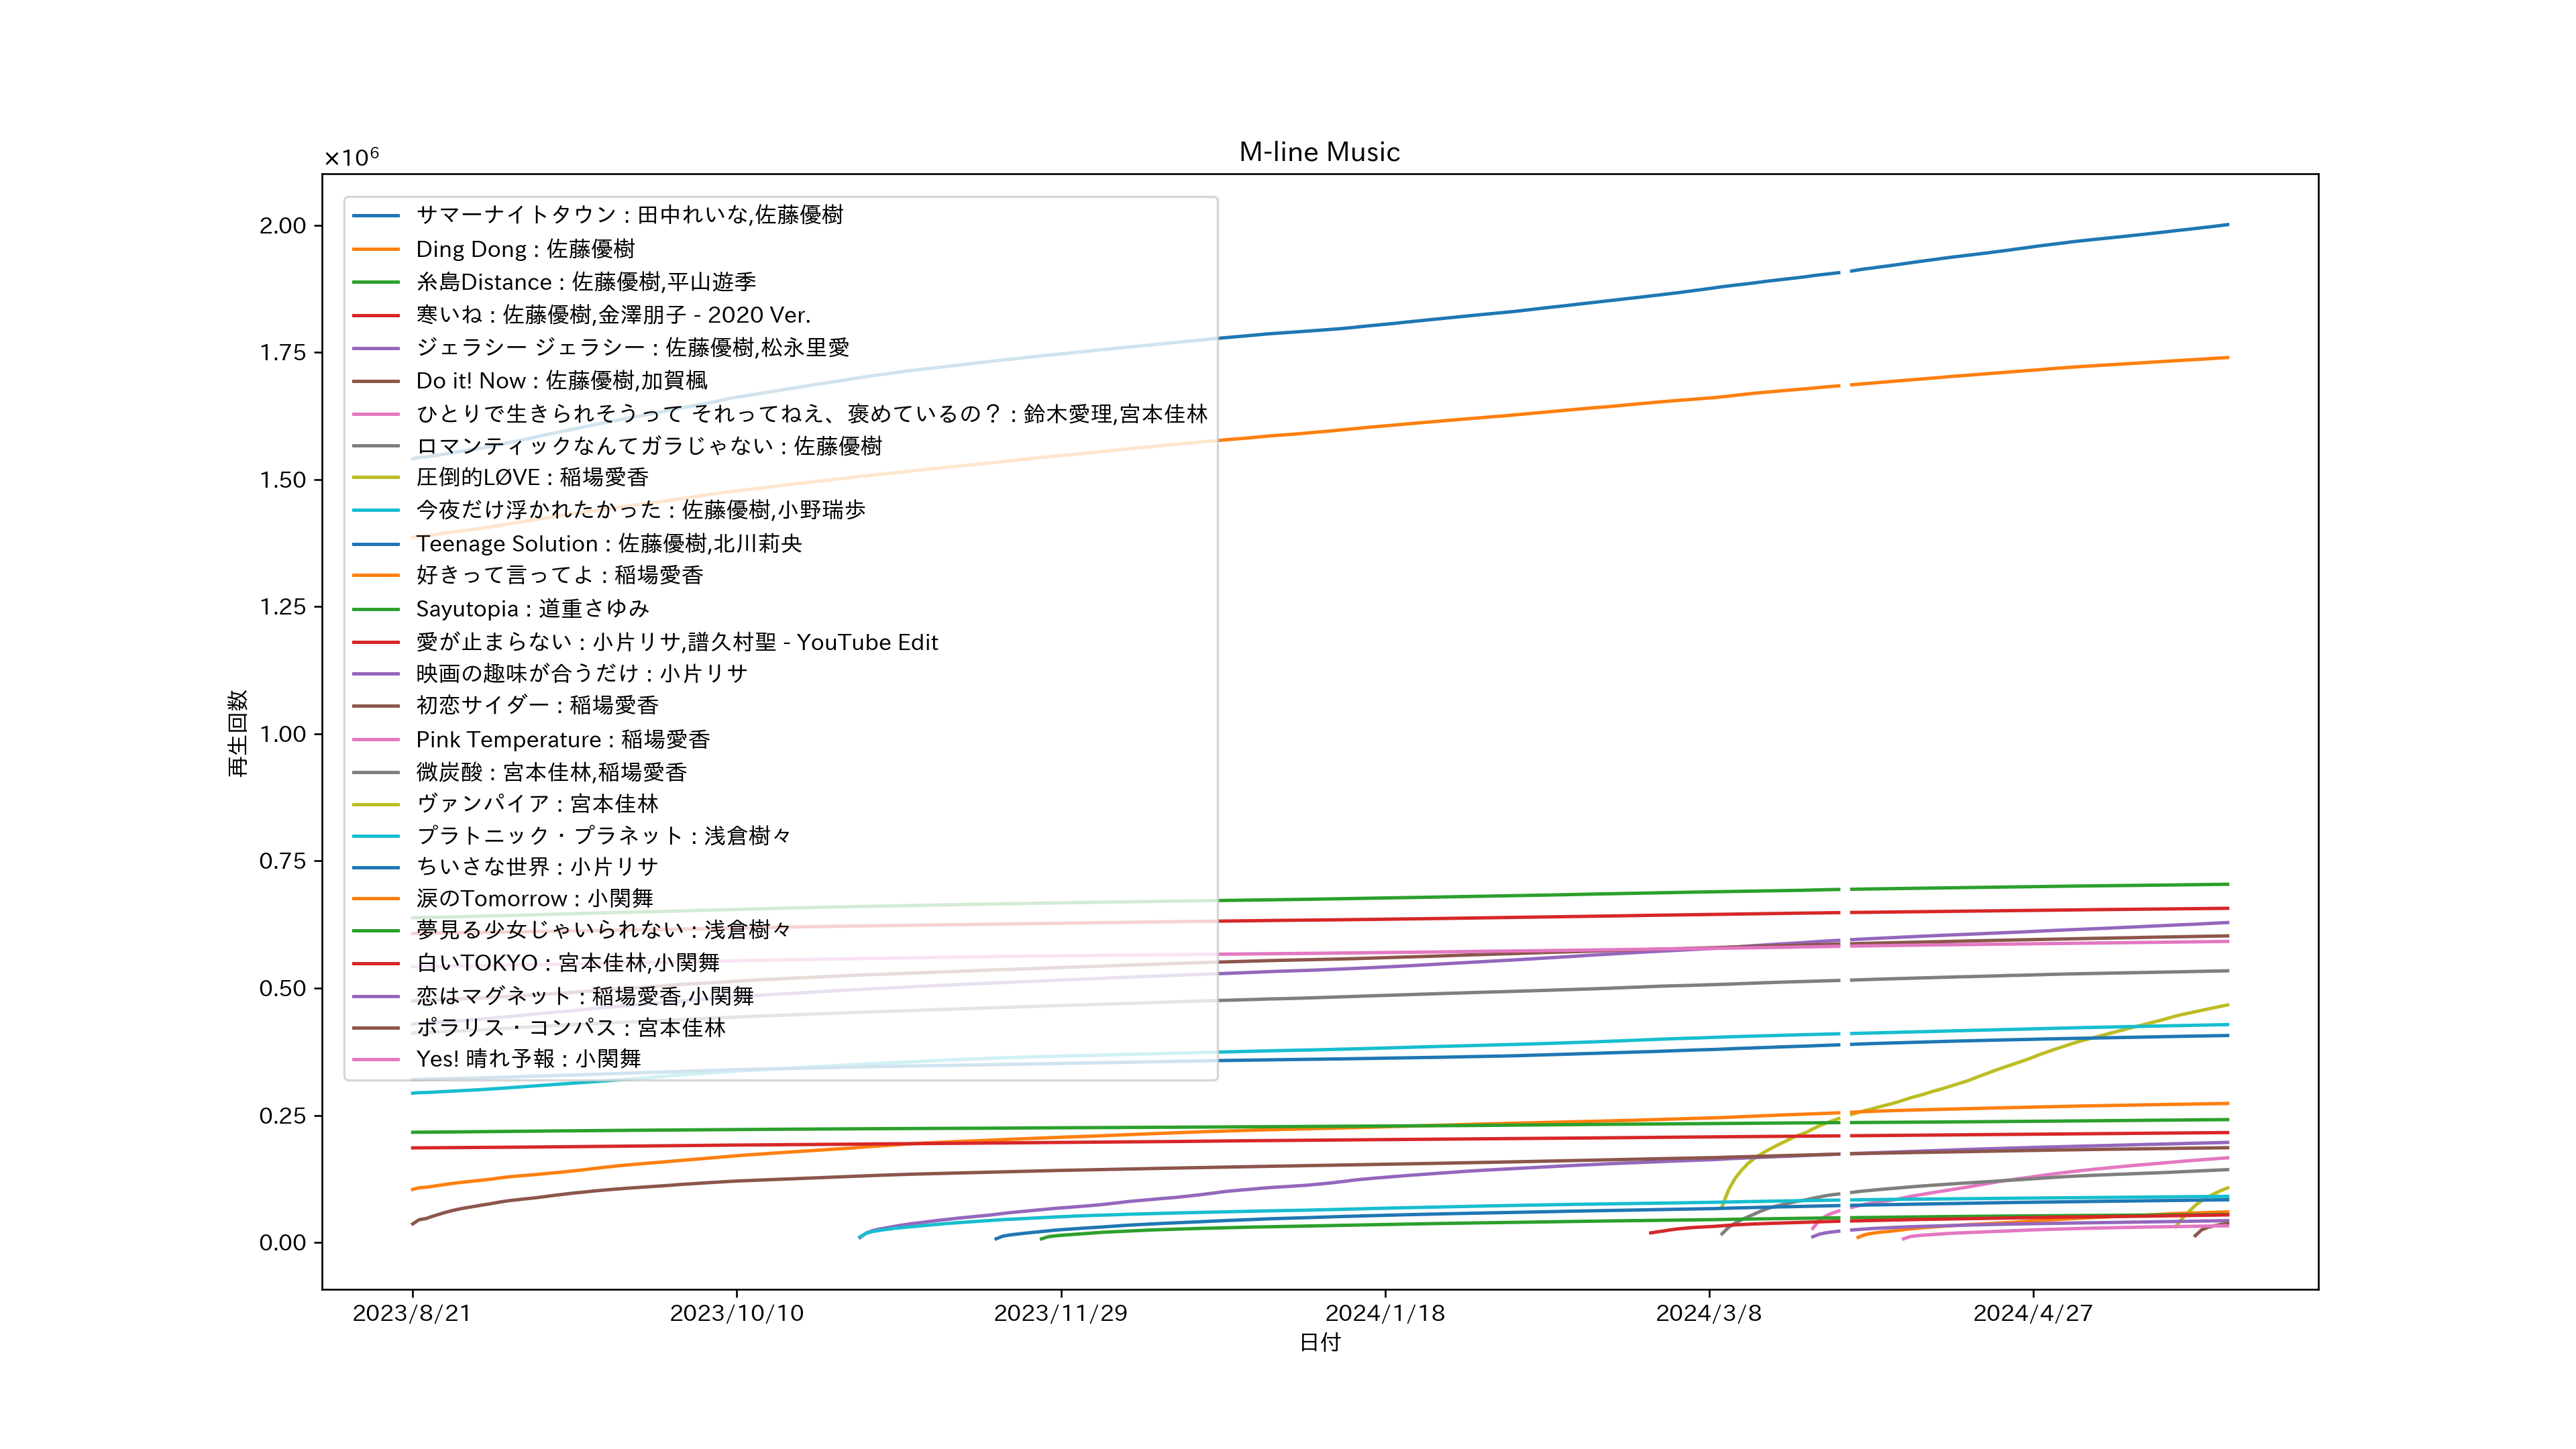 M-line Music
×10⁶
2.00
1.75
1.50
1.25
1.00
0.75
0.50
0.25
0.00
再生回数
サマーナイトタウン : 田中れいな,佐藤優樹
Ding Dong : 佐藤優樹
糸島Distance : 佐藤優樹,平山遊季
寒いね : 佐藤優樹,金澤朋子 - 2020 Ver.
ジェラシー ジェラシー : 佐藤優樹,松永里愛
Do it! Now : 佐藤優樹,加賀楓
ひとりで生きられそうって それってねえ、褒めているの？ : 鈴木愛理,宮本佳林
ロマンティックなんてガラじゃない : 佐藤優樹
圧倒的LØVE : 稲場愛香
今夜だけ浮かれたかった : 佐藤優樹,小野瑞歩
Teenage Solution : 佐藤優樹,北川莉央
好きって言ってよ : 稲場愛香
Sayutopia : 道重さゆみ
愛が止まらない : 小片リサ,譜久村聖 - YouTube Edit
映画の趣味が合うだけ : 小片リサ
初恋サイダー : 稲場愛香
Pink Temperature : 稲場愛香
微炭酸 : 宮本佳林,稲場愛香
ヴァンパイア : 宮本佳林
プラトニック・プラネット : 浅倉樹々
ちいさな世界 : 小片リサ
涙のTomorrow : 小関舞
夢見る少女じゃいられない : 浅倉樹々
白いTOKYO : 宮本佳林,小関舞
恋はマグネット : 稲場愛香,小関舞
ポラリス・コンパス : 宮本佳林
Yes! 晴れ予報 : 小関舞
2023/8/21
2023/10/10
2023/11/29
2024/1/18
2024/3/8
2024/4/27
日付